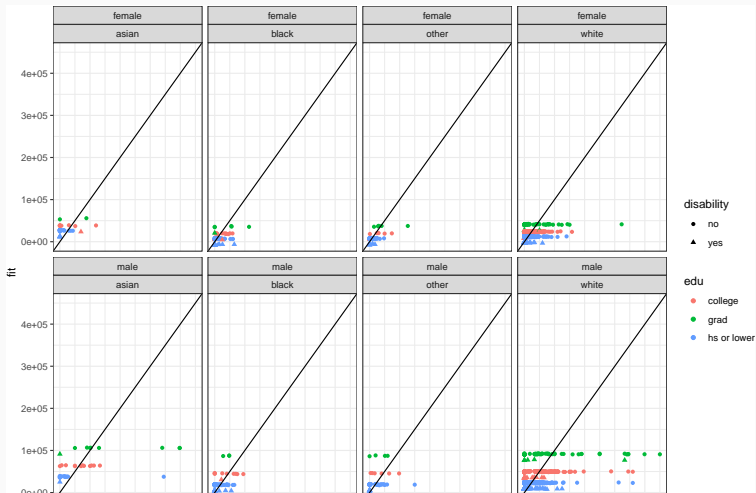 female female female female
asian black other white
4e+05
3e+05
2e+05
1e+05
0e+00
disability
no
yes
fit
male male male male
asian black other white
edu
college
grad
hs or lower
4e+05
3e+05
2e+05
1e+05
0e+00